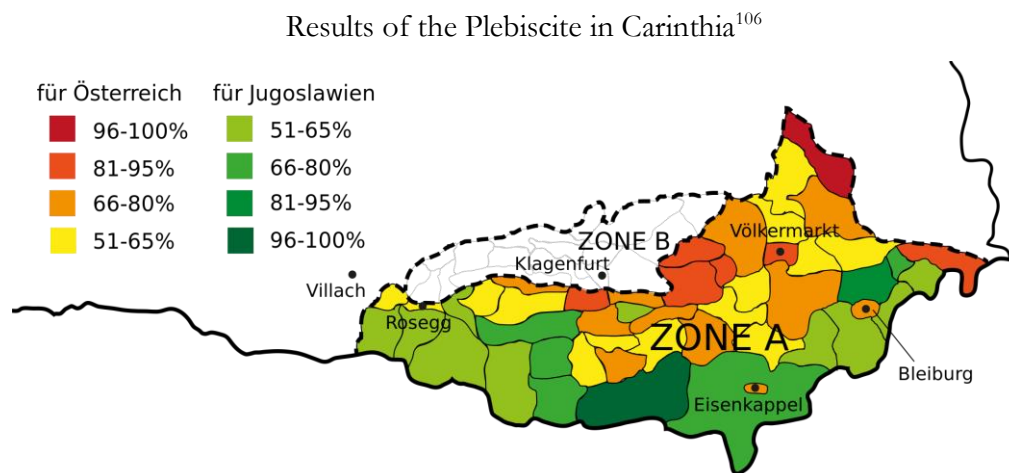 Results of the Plebiscite in Carinthia106
für Österreich
96-100%
81-95%
66-80%
51-65%
für Jugoslawien
51-65%
66-80%
81-95%
96-100%
ZONE B
Völkermarkt
Klagenfurt
Villach
Rosegg
ZONE A
Bleiburg
Eisenkappel